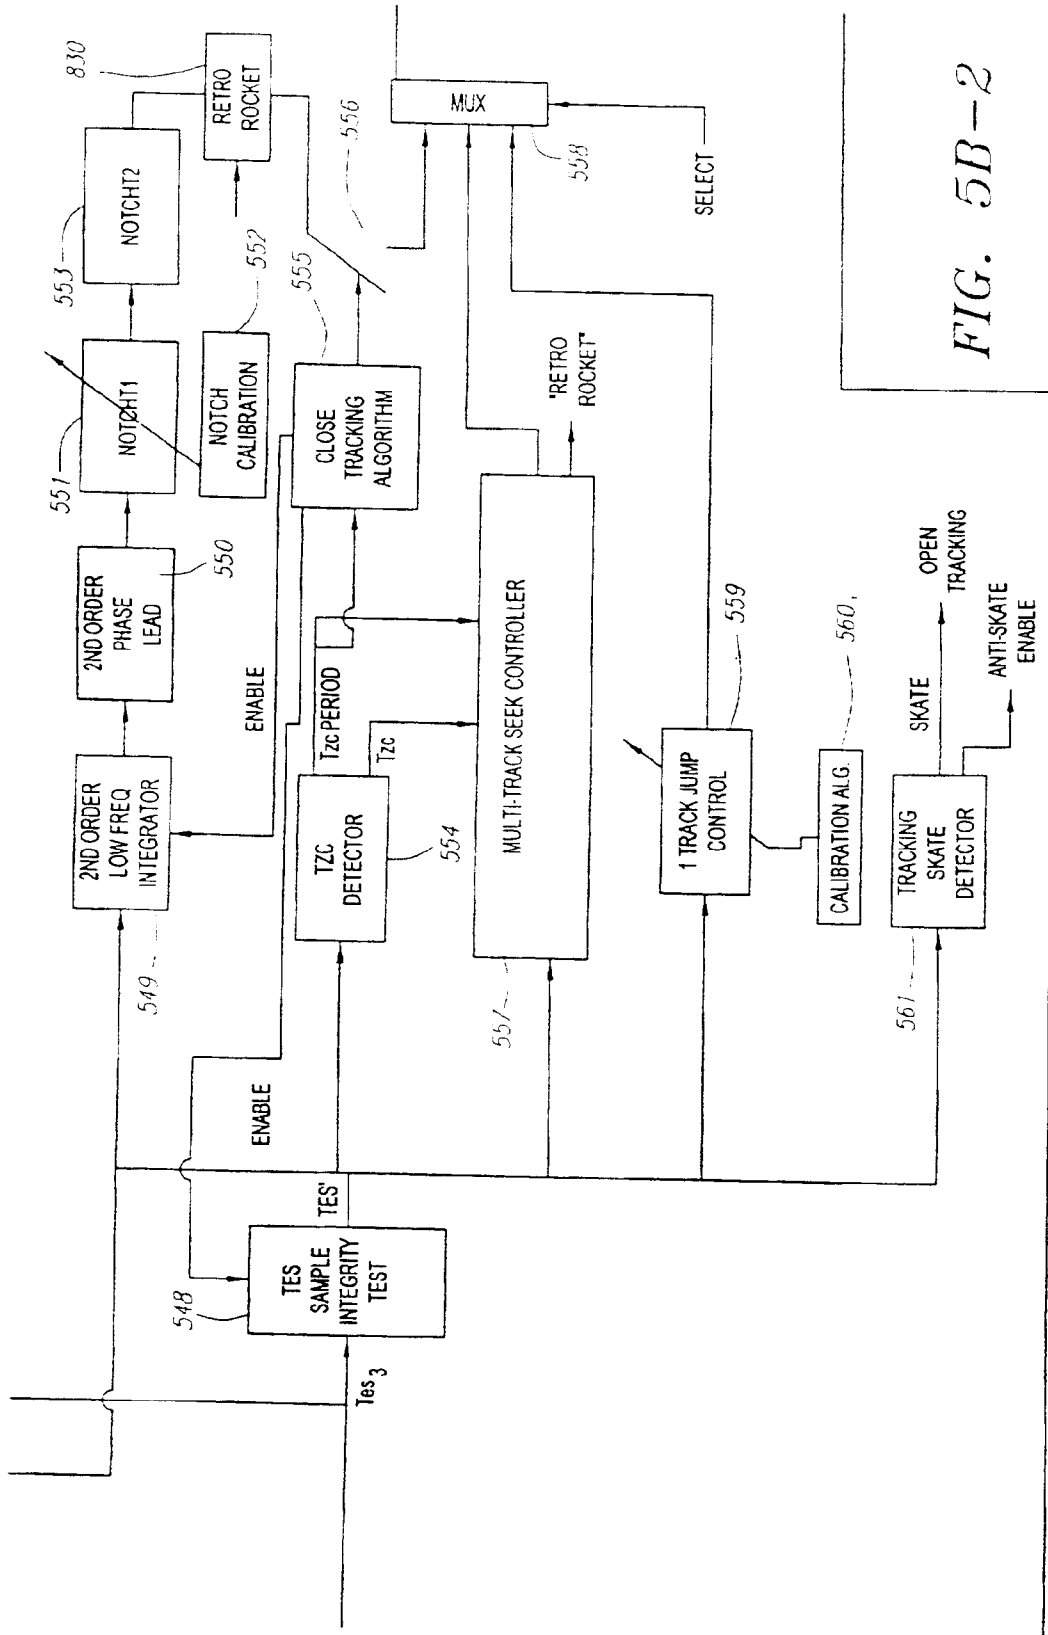 548
TES
SAMPLE
INTEGRITY
TEST
Tes3
TES'
ENABLE
549
2ND ORDER
LOW FREQ
INTEGRATOR
ENABLE
2ND ORDER
PHASE
LEAD
550
551
NOTCHT1
553
NOTCHT2
830
RETRO
ROCKET
NOTCH
CALIBRATION
552
TZC
DETECTOR
554
Tzc PERIOD
Tzc
CLOSE
TRACKING
ALGORITHM
555
556
MUX
558
SELECT
557
MULTI-TRACK SEEK CONTROLLER
"RETRO
ROCKET"
1 TRACK JUMP
CONTROL
559
CALIBRATION ALG.
560
561
TRACKING
SKATE
DETECTOR
SKATE
OPEN
TRACKING
ANTI-SKATE
ENABLE
FIG. 5B-2